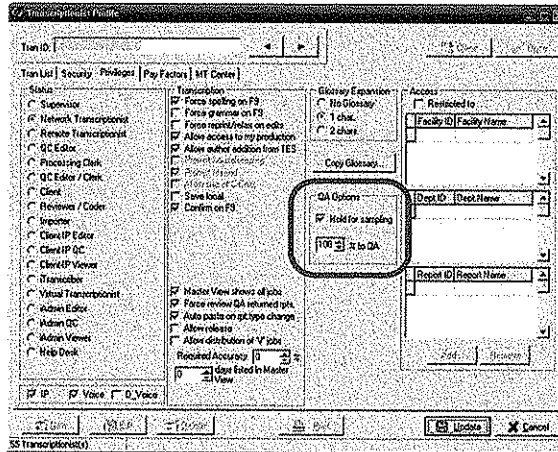 Transcriptionist Profile
Tran ID:
Close
Tran List Security Privileges Pay Factors MT Center
Status
Supervisor
Network Transcriptionist
Remote Transcriptionist
QC Editor
Processing Clerk
QC Editor / Clerk
Client
Reviewer / Coder
Importer
Client IP Editor
Client IP QC
Client IP Viewer
iTranscriber
Virtual Transcriptionist
Admin Editor
Admin QC
Admin Viewer
Help Desk
IP Voice D_Voice
Transcription
Force spelling on F9
Force grammar on F9
Force reprint/relas on edits
Allow access to my production
Allow author addition from TES
Save local
Confirm on F9
Master View shows all jobs
Force review QA returned rpts.
Auto paste on rpt.type change
Allow release
Allow distribution of 'V' jobs
Required Accuracy 0 %
0 days listed in Master View
Glossary Expansion
No Glossary
1 char.
2 chars.
Copy Glossary...
QA Options
Hold for sampling
100 % to QA
Access
Restricted to
Facility ID Facility Name
Dept ID Dept Name
Report ID Report Name
Add... Remove
Update Cancel
55 Transcriptionist(s)